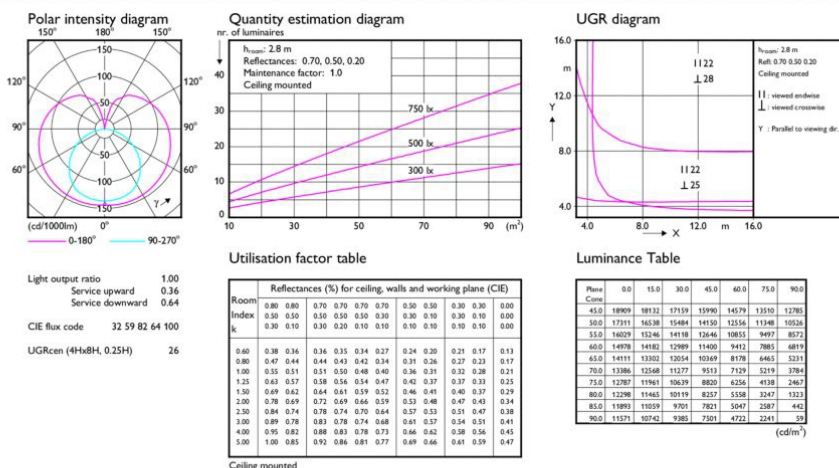 Polar intensity diagram
150° 180° 150°
120° 120°
90° 90°
60° 60°
150
100
50
50
100
150
γ
(cd/1000lm) 0°
0-180° 90-270°
Light output ratio 1.00
Service upward 0.36
Service downward 0.64
CIE flux code 32 59 82 64 100
UGRcen (4Hx8H, 0.25H) 26
Quantity estimation diagram
nr. of luminaires
hroom: 2.8 m
Reflectances: 0.70, 0.50, 0.20
Maintenance factor: 1.0
Ceiling mounted
40
30
20
10
0
750 lx
500 lx
300 lx
10 30 50 70 90 (m²)
Utilisation factor table
Room Index k
Reflectances (%) for ceiling, walls and working plane (CIE)
0.80 0.80 0.70 0.70 0.70 0.70 0.50 0.50 0.30 0.30 0.00
0.50 0.50 0.50 0.50 0.50 0.30 0.30 0.10 0.30 0.10 0.00
0.30 0.10 0.30 0.20 0.10 0.10 0.10 0.10 0.10 0.10 0.00
0.60 0.38 0.36 0.36 0.35 0.34 0.27 0.24 0.20 0.21 0.17 0.13
0.80 0.47 0.44 0.44 0.43 0.42 0.34 0.31 0.26 0.27 0.23 0.17
1.00 0.55 0.51 0.51 0.50 0.48 0.40 0.36 0.31 0.32 0.28 0.21
1.25 0.63 0.57 0.58 0.56 0.54 0.47 0.42 0.37 0.37 0.33 0.25
1.50 0.69 0.62 0.64 0.61 0.59 0.52 0.46 0.41 0.40 0.37 0.29
2.00 0.78 0.69 0.72 0.69 0.66 0.59 0.53 0.48 0.47 0.43 0.34
2.50 0.84 0.74 0.78 0.74 0.70 0.64 0.57 0.53 0.51 0.47 0.38
3.00 0.89 0.78 0.83 0.78 0.74 0.68 0.61 0.57 0.54 0.51 0.41
4.00 0.95 0.82 0.88 0.83 0.78 0.73 0.66 0.62 0.58 0.56 0.45
5.00 1.00 0.85 0.92 0.86 0.81 0.77 0.69 0.66 0.61 0.59 0.47
Ceiling mounted
UGR diagram
16.0
m
12.0
Y
8.0
4.0
4.0 8.0 12.0 m 16.0
X
||22
⊥28
||22
⊥25
hroom: 2.8 m
Refl: 0.70 0.50 0.20
Ceiling mounted
|| : viewed endwise
⊥ : viewed crosswise
Y : Parallel to viewing dir.
Luminance Table
Plane Cone 0.0 15.0 30.0 45.0 60.0 75.0 90.0
45.0 18909 18132 17159 15990 14579 13510 12785
50.0 17311 16538 15484 14150 12556 11348 10526
55.0 16029 15246 14118 12646 10855 9497 8572
60.0 14978 14182 12989 11400 9412 7885 6819
65.0 14111 13302 12054 10369 8178 6465 5231
70.0 13386 12568 11277 9513 7129 5219 3784
75.0 12787 11961 10639 8820 6256 4138 2467
80.0 12298 11465 10119 8257 5558 3247 1323
85.0 11893 11059 9701 7821 5047 2587 442
90.0 11571 10742 9385 7501 4722 2241 59
(cd/m²)